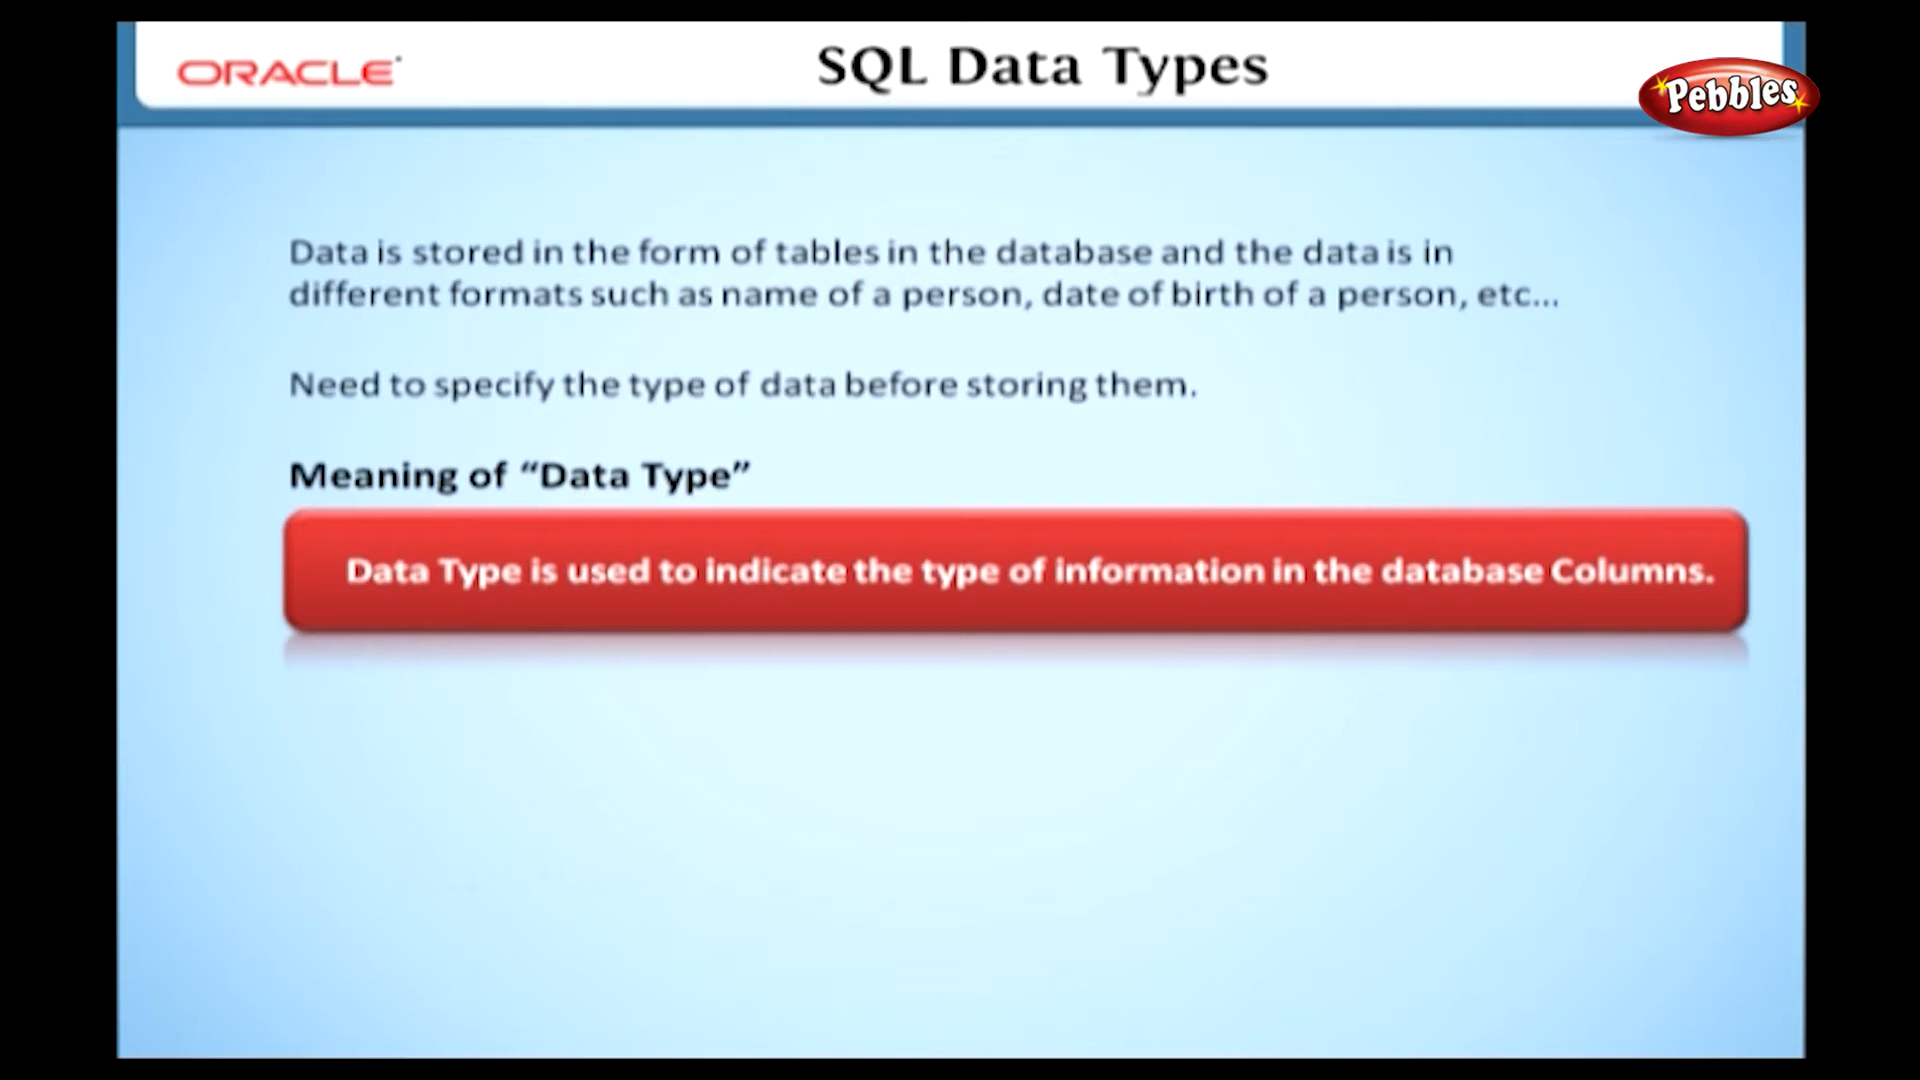 ORACLE
SQL Data Types
Pebbles
Data is stored in the form of tables in the database and the data is in
different formats such as name of a person, date of birth of a person, etc...
Need to specify the type of data before storing them.
Meaning of “Data Type”
Data Type is used to indicate the type of information in the database Columns.